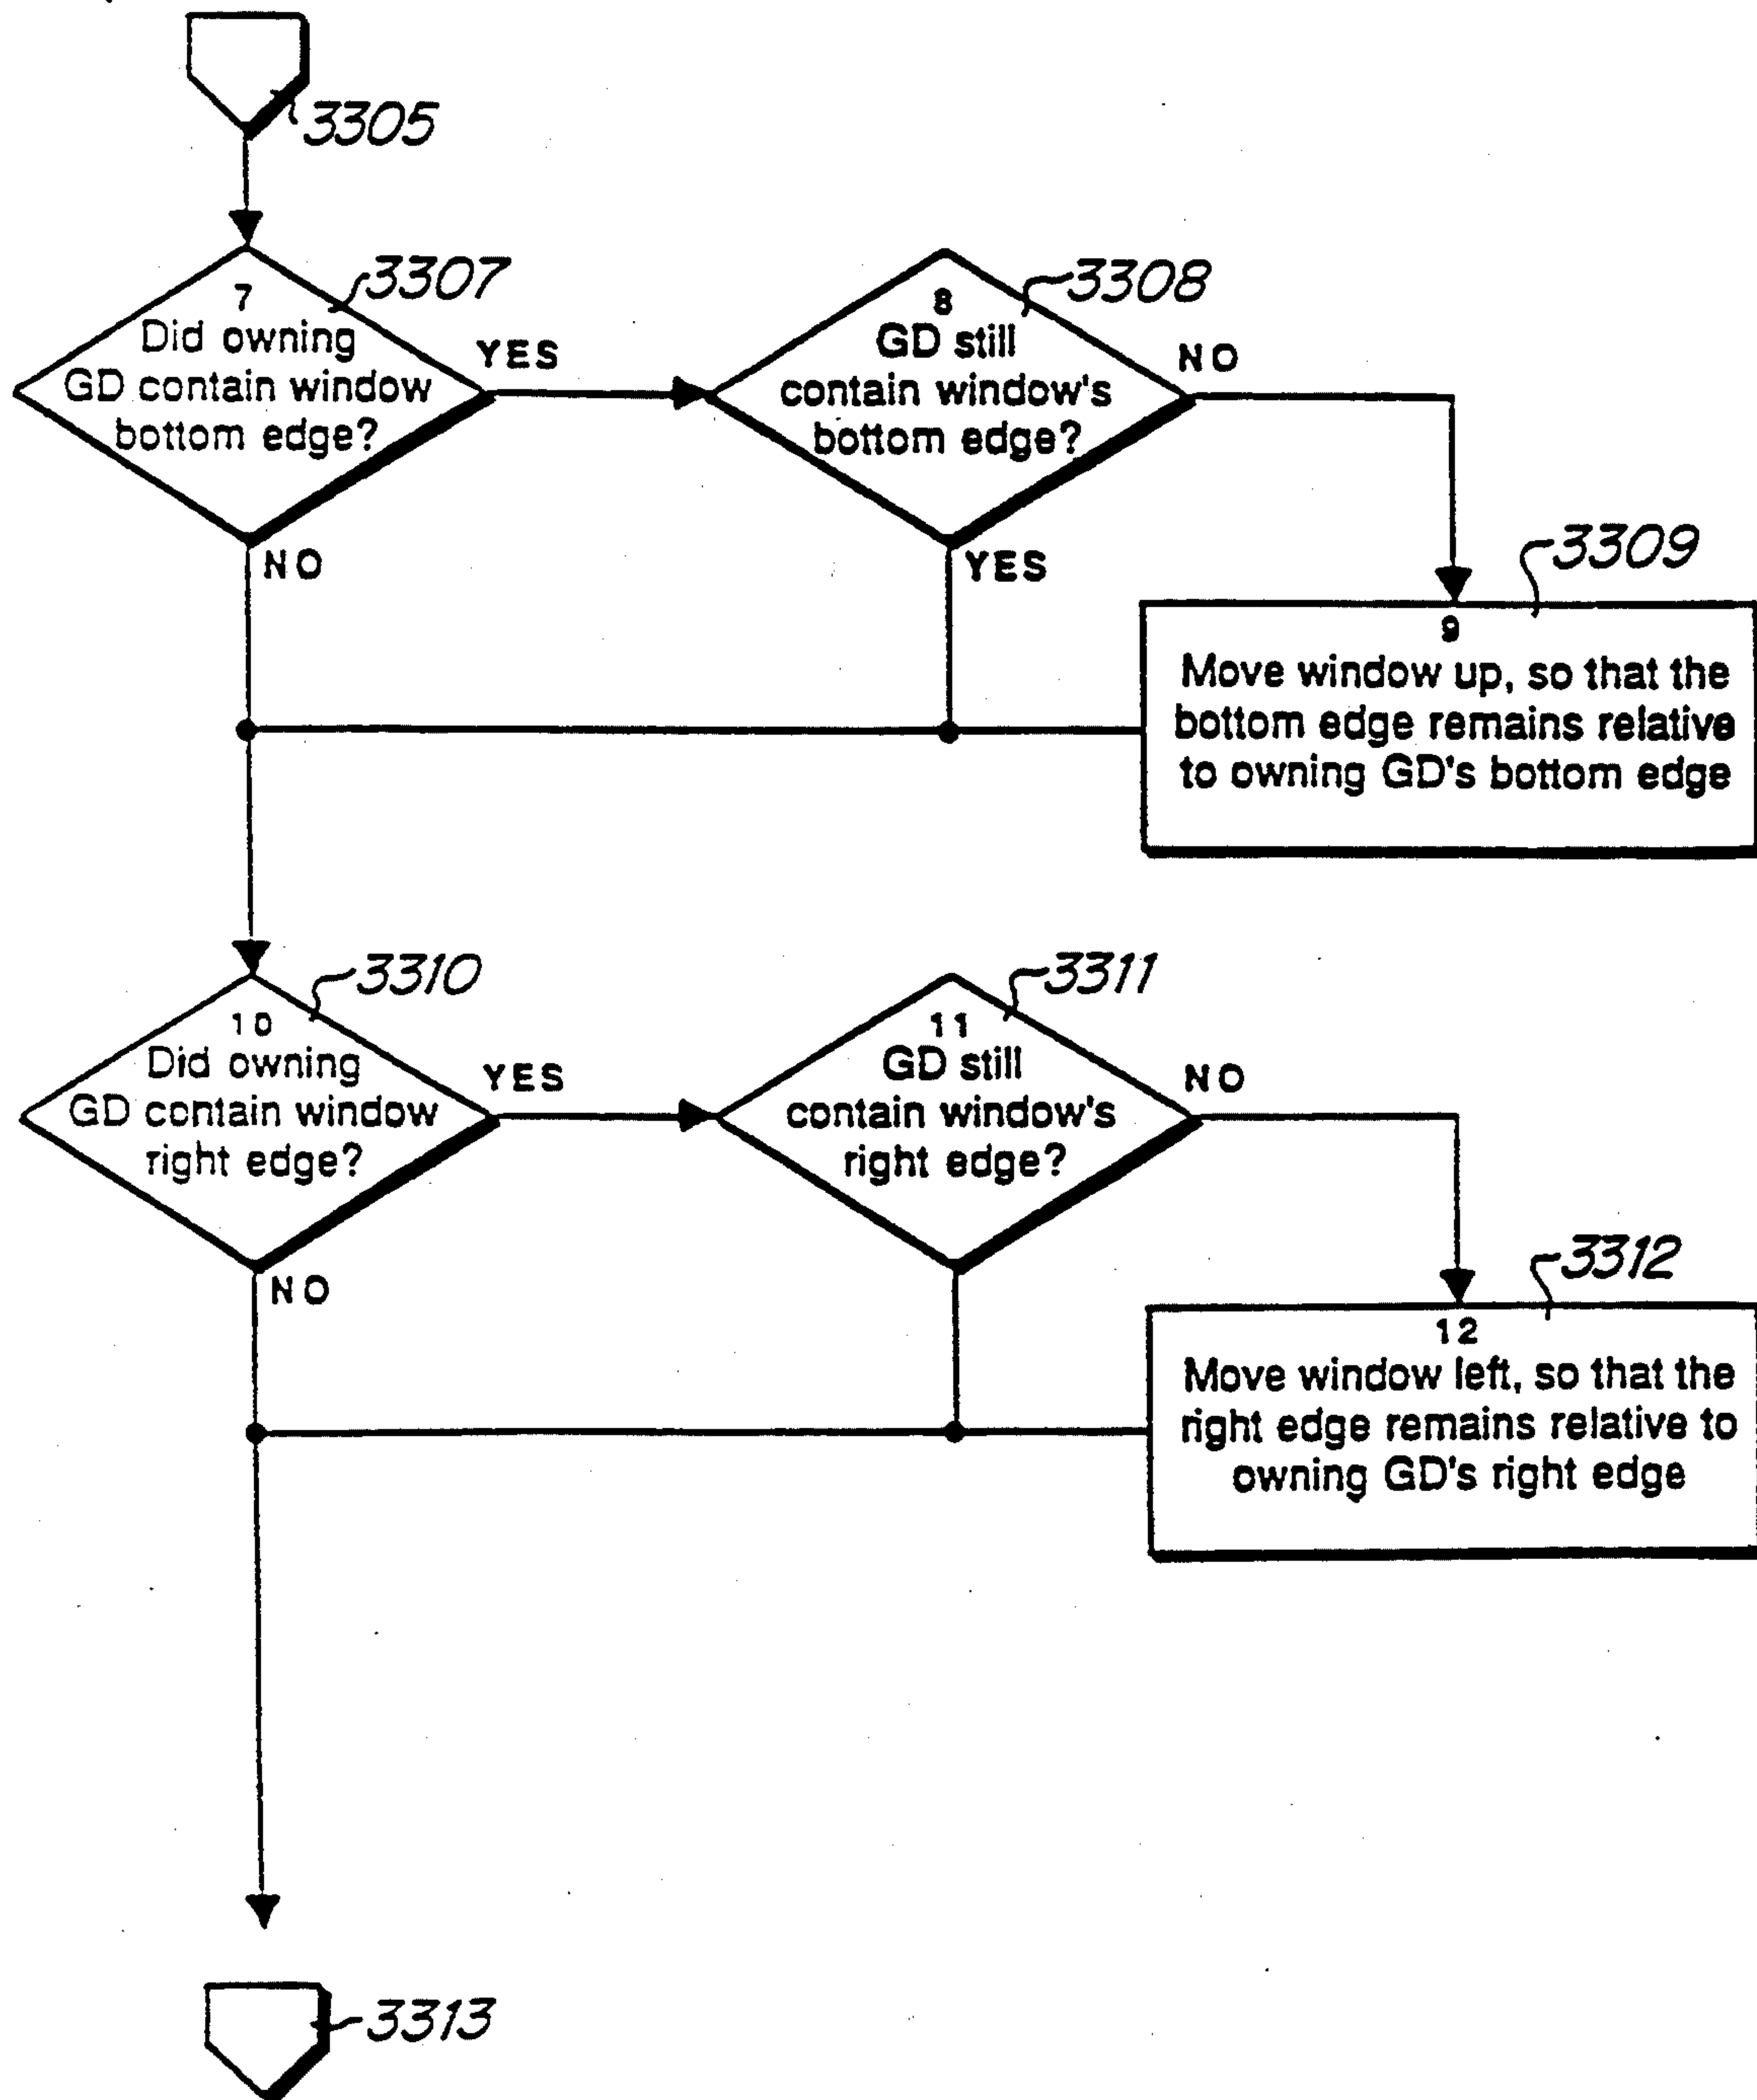 3305
3307
7
Did owning
GD contain window
bottom edge?
YES
NO
3308
8
GD still
contain window's
bottom edge?
NO
YES
3309
9
Move window up, so that the
bottom edge remains relative
to owning GD's bottom edge
3310
10
Did owning
GD contain window
right edge?
YES
NO
3311
11
GD still
contain window's
right edge?
NO
3312
12
Move window left, so that the
right edge remains relative to
owning GD's right edge
3313